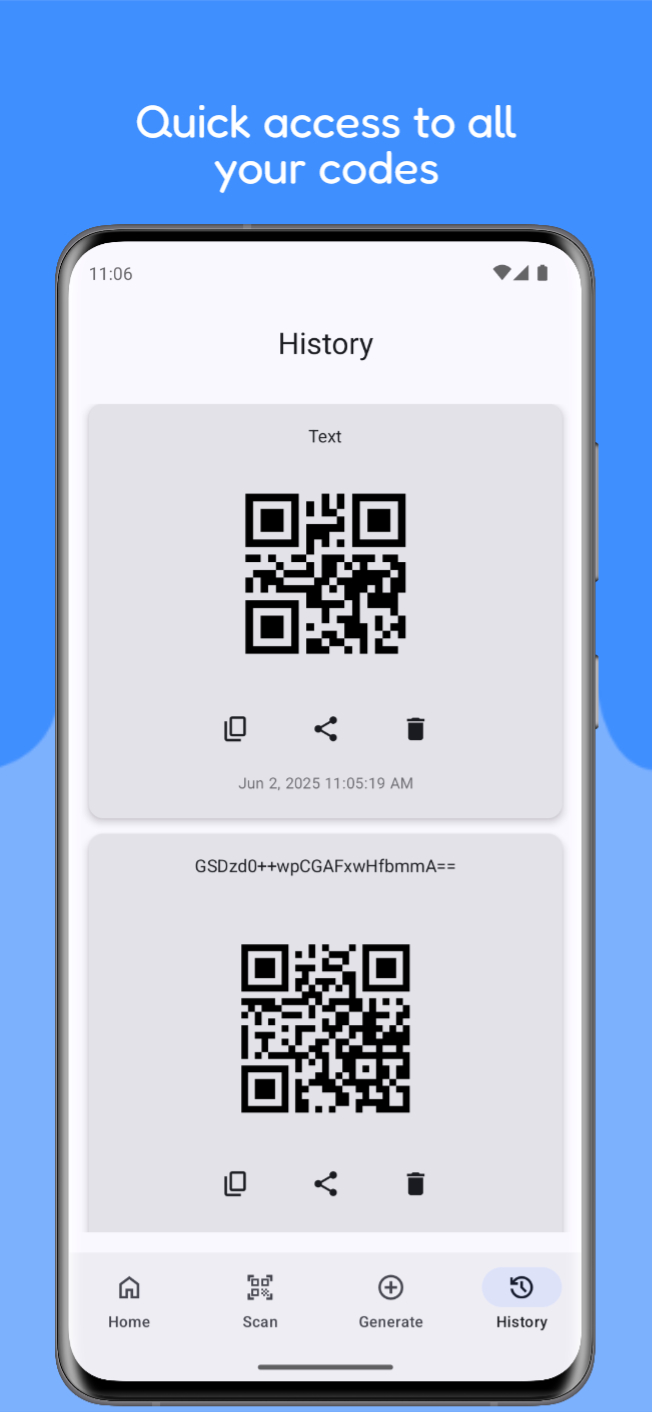 Quick access to all
your codes
11:06
History
Text
Jun 2, 2025 11:05:19 AM
GSDzd0++wpCGAFxwHfbmmA==
Home
Scan
Generate
History